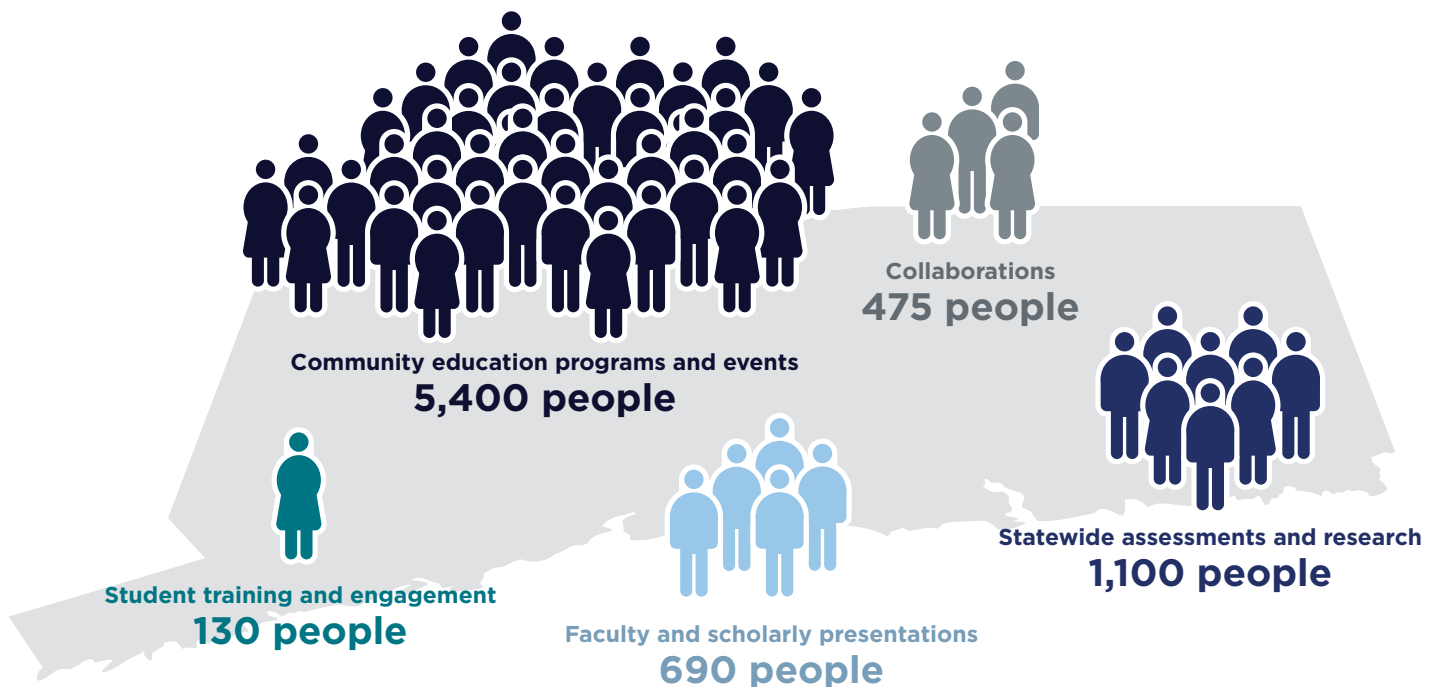 Collaborations
475 people
Community education programs and events
5,400 people
Statewide assessments and research
1,100 people
Student training and engagement
130 people
Faculty and scholarly presentations
690 people